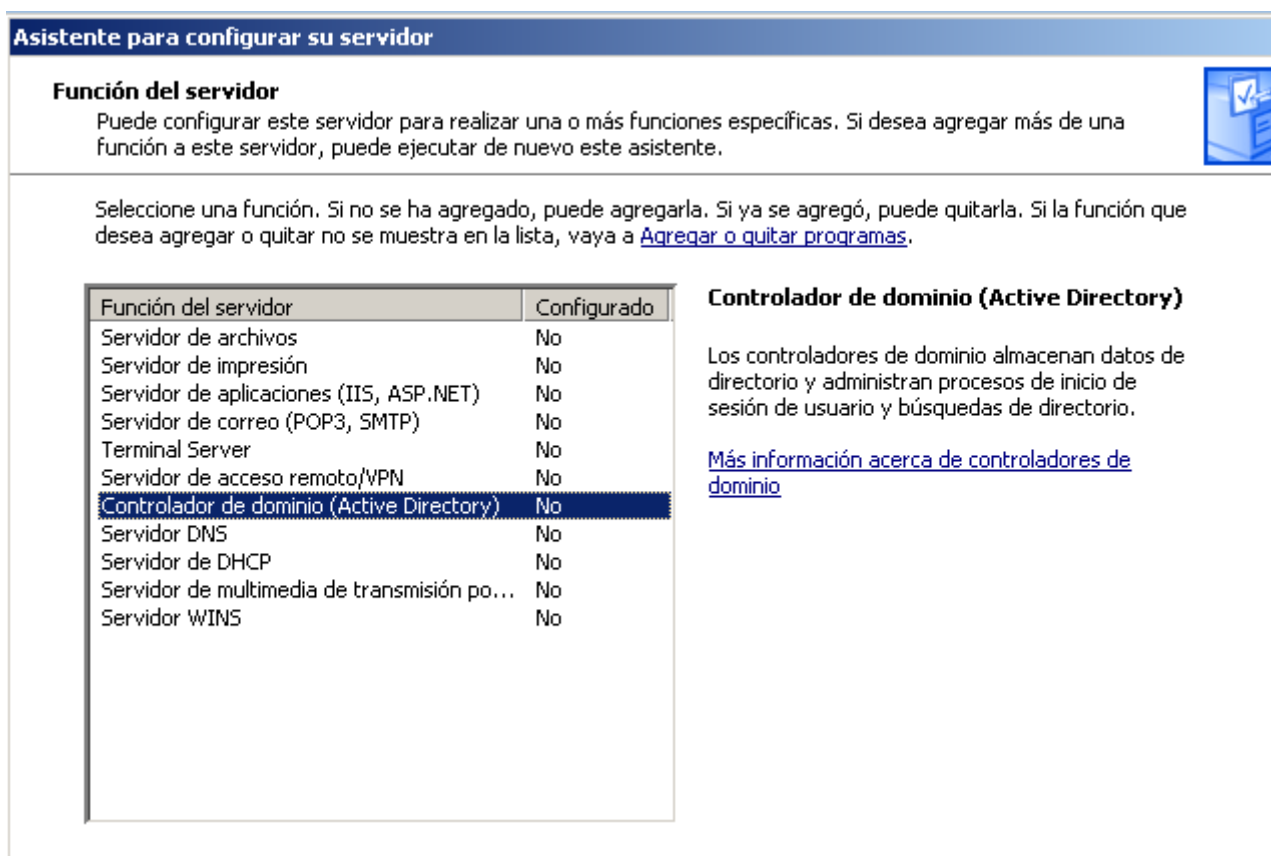 Asistente para configurar su servidor
Función del servidor
Puede configurar este servidor para realizar una o más funciones específicas. Si desea agregar más de una
función a este servidor, puede ejecutar de nuevo este asistente.
Seleccione una función. Si no se ha agregado, puede agregarla. Si ya se agregó, puede quitarla. Si la función que
desea agregar o quitar no se muestra en la lista, vaya a Agregar o quitar programas.
Función del servidor Configurado
Servidor de archivos No
Servidor de impresión No
Servidor de aplicaciones (IIS, ASP.NET) No
Servidor de correo (POP3, SMTP) No
Terminal Server No
Servidor de acceso remoto/VPN No
Controlador de dominio (Active Directory) No
Servidor DNS No
Servidor de DHCP No
Servidor de multimedia de transmisión po... No
Servidor WINS No
Controlador de dominio (Active Directory)
Los controladores de dominio almacenan datos de
directorio y administran procesos de inicio de
sesión de usuario y búsquedas de directorio.
Más información acerca de controladores de
dominio